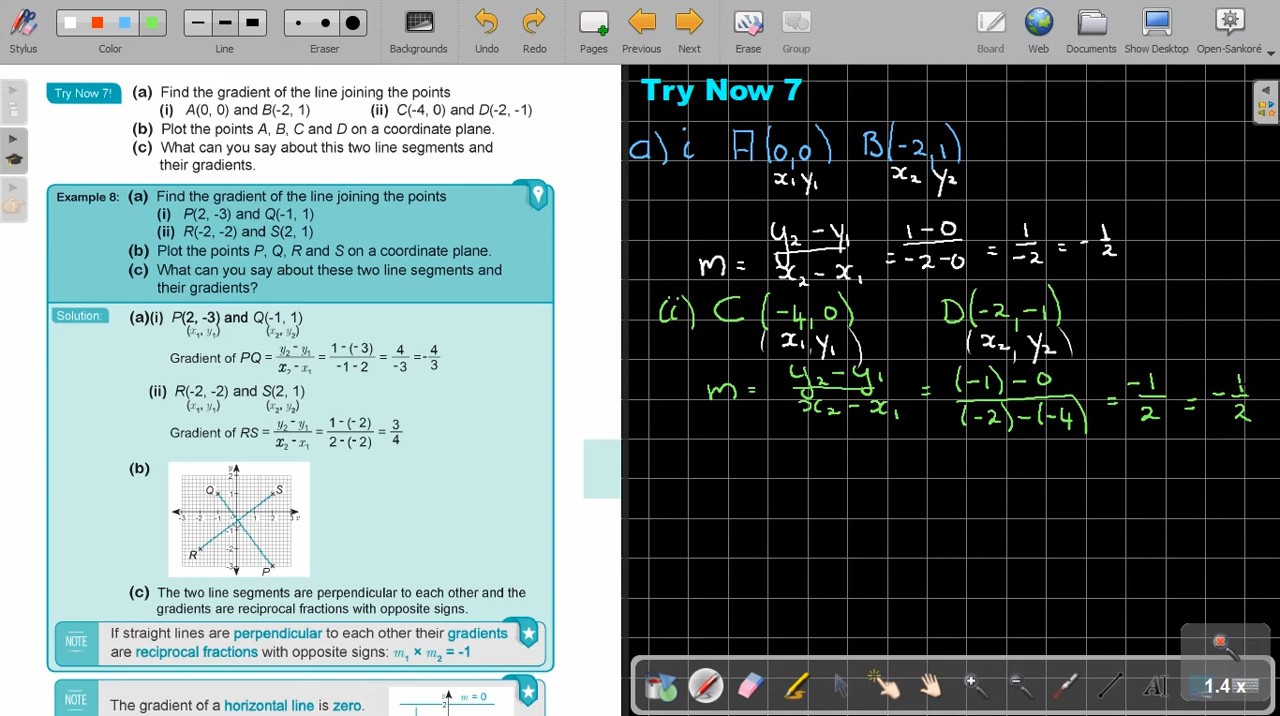 Stylus Color Line Eraser Backgrounds Undo Redo Pages Previous Next Erase Group Board Web Documents Show Desktop Open-Sankoré
Try Now 7! (a) Find the gradient of the line joining the points
(i) A(0, 0) and B(-2, 1) (ii) C(-4, 0) and D(-2, -1)
(b) Plot the points A, B, C and D on a coordinate plane.
(c) What can you say about this two line segments and
their gradients.
Example 8: (a) Find the gradient of the line joining the points
(i) P(2, -3) and Q(-1, 1)
(ii) R(-2, -2) and S(2, 1)
(b) Plot the points P, Q, R and S on a coordinate plane.
(c) What can you say about these two line segments and
their gradients?
Solution: (a)(i) P(2, -3) and Q(-1, 1)
(x₁, y₁) (x₂, y₂)
Gradient of PQ = (y₂ - y₁)/(x₂ - x₁) = (1 - (-3))/(-1 - 2) = 4/-3 = -4/3
(ii) R(-2, -2) and S(2, 1)
(x₁, y₁) (x₂, y₂)
Gradient of RS = (y₂ - y₁)/(x₂ - x₁) = (1 - (-2))/(2 - (-2)) = 3/4
(b)
y
2
Q 1 S
-3 -2 -1 1 2 3 x
-1
R -2
-3 P
(c) The two line segments are perpendicular to each other and the
gradients are reciprocal fractions with opposite signs.
NOTE If straight lines are perpendicular to each other their gradients
are reciprocal fractions with opposite signs: m₁ × m₂ = -1
NOTE The gradient of a horizontal line is zero.
y m = 0
2
Try Now 7
a) i A(0,0) B(-2,1)
x₁ y₁ x₂ y₂
m = (y₂ - y₁)/(x₂ - x₁) = (1 - 0)/(-2 - 0) = 1/-2 = -1/2
(ii) C (-4, 0) D(-2, -1)
(x₁, y₁) (x₂, y₂)
m = (y₂ - y₁)/(x₂ - x₁) = ((-1) - 0)/((-2) - (-4)) = -1/2 = -1/2
1.4 x